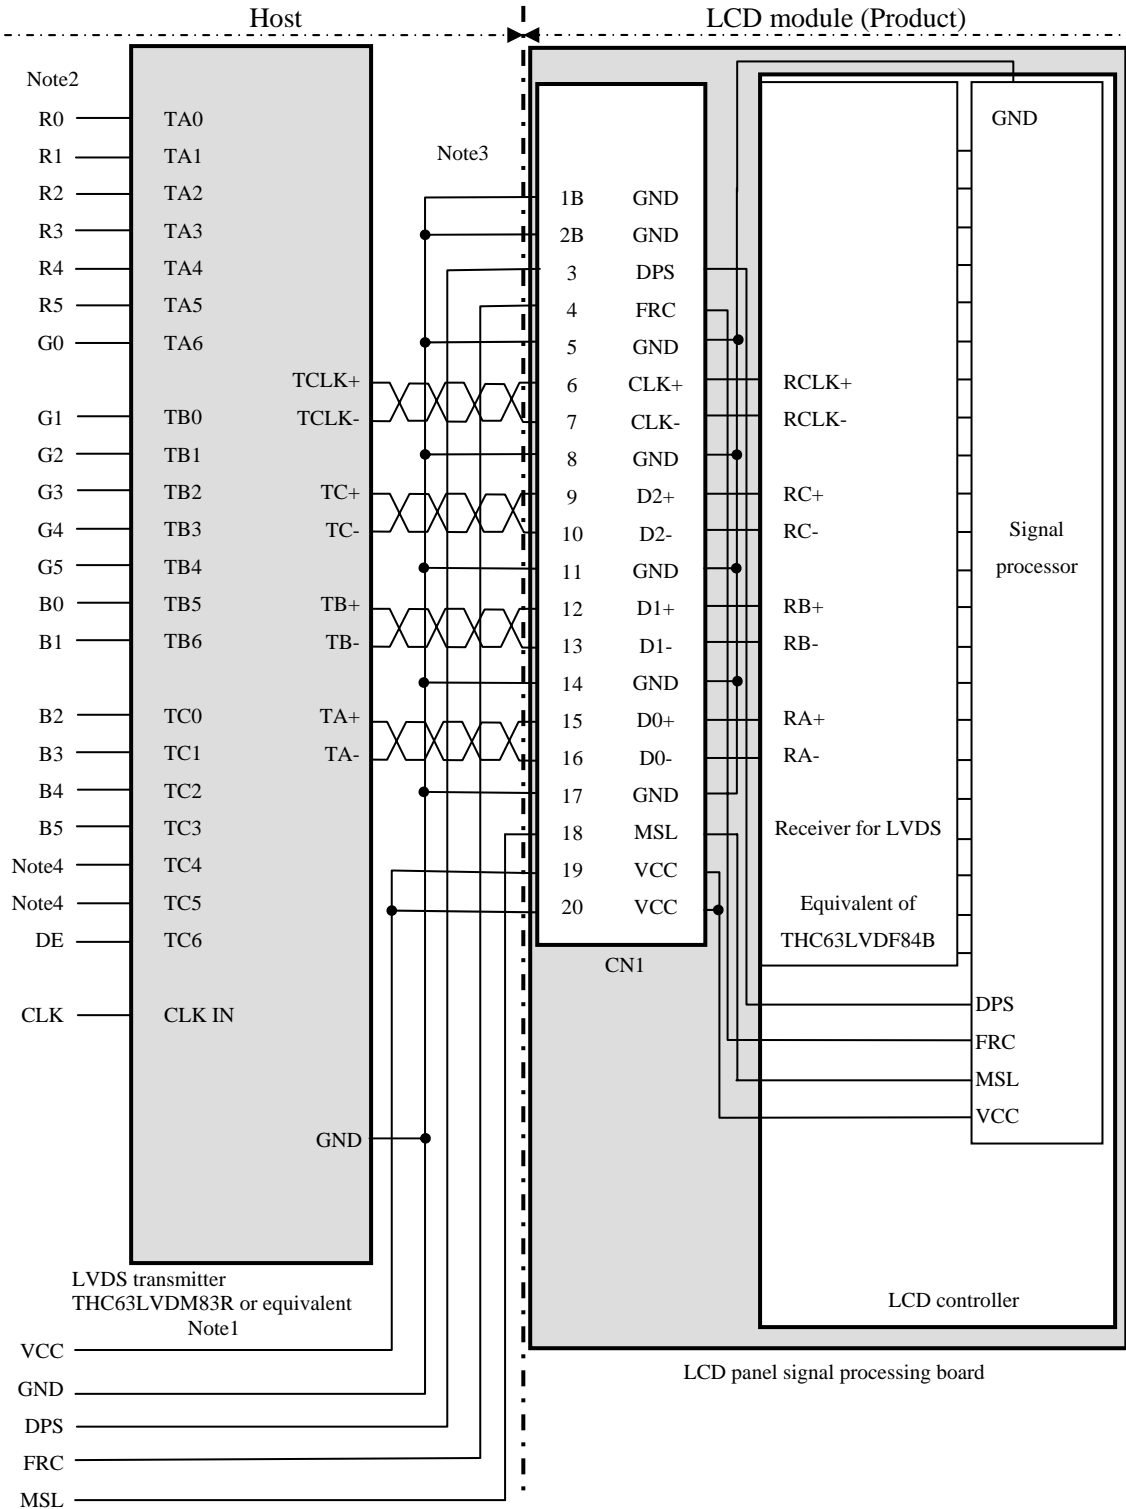 Host
LCD module (Product)
Note2
R0 TA0
R1 TA1
R2 TA2
R3 TA3
R4 TA4
R5 TA5
G0 TA6
G1 TB0
G2 TB1
G3 TB2
G4 TB3
G5 TB4
B0 TB5
B1 TB6
B2 TC0
B3 TC1
B4 TC2
B5 TC3
Note4 TC4
Note4 TC5
DE TC6
CLK CLK IN
TCLK+
TCLK-
TC+
TC-
TB+
TB-
TA+
TA-
GND
LVDS transmitter
THC63LVDM83R or equivalent
Note1
VCC
GND
DPS
FRC
MSL
Note3
1B GND
2B GND
3 DPS
4 FRC
5 GND
6 CLK+
7 CLK-
8 GND
9 D2+
10 D2-
11 GND
12 D1+
13 D1-
14 GND
15 D0+
16 D0-
17 GND
18 MSL
19 VCC
20 VCC
CN1
RCLK+
RCLK-
RC+
RC-
RB+
RB-
RA+
RA-
Receiver for LVDS
Equivalent of
THC63LVDF84B
GND
Signal
processor
DPS
FRC
MSL
VCC
LCD controller
LCD panel signal processing board